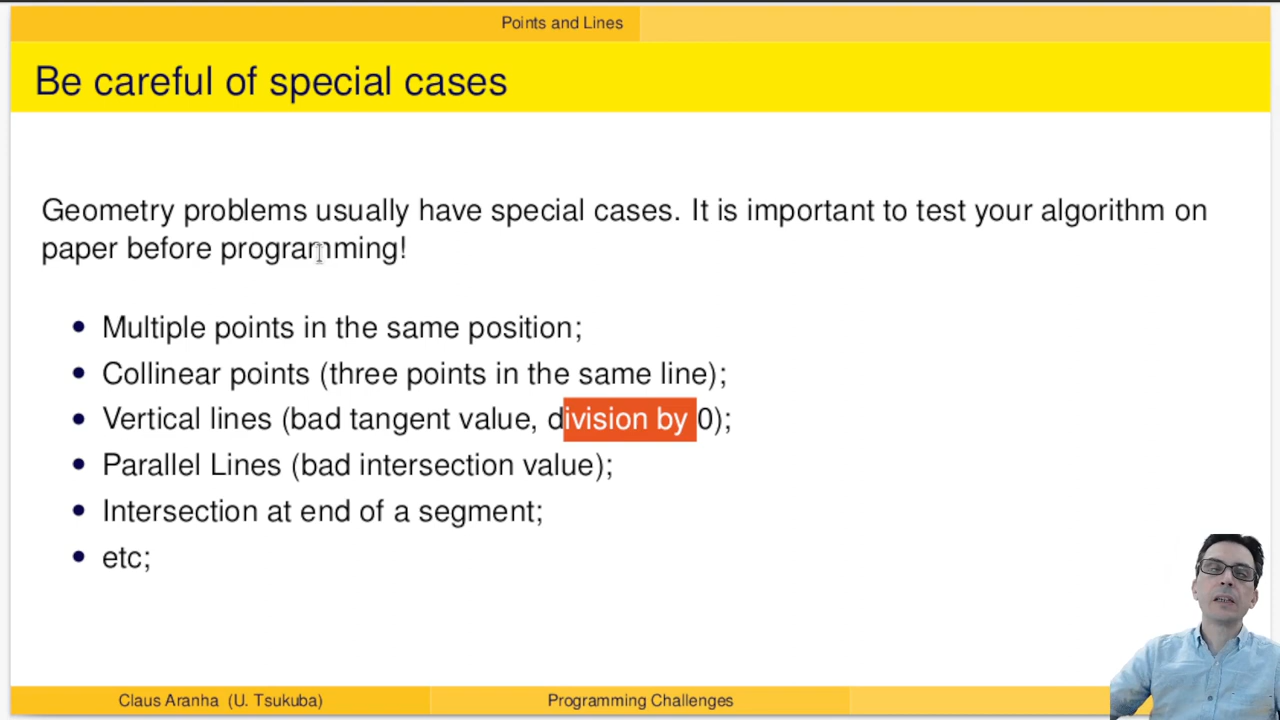 Points and Lines
Be careful of special cases
Geometry problems usually have special cases. It is important to test your algorithm on
paper before programming!
• Multiple points in the same position;
• Collinear points (three points in the same line);
• Vertical lines (bad tangent value, division by 0);
• Parallel Lines (bad intersection value);
• Intersection at end of a segment;
• etc;
Claus Aranha (U. Tsukuba)
Programming Challenges